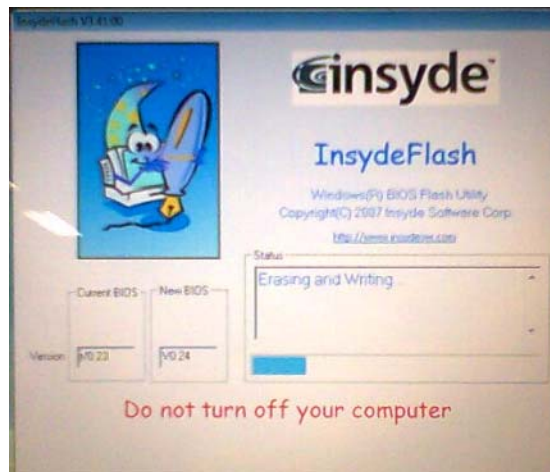 InsydeFlash V3.41.00
insyde
InsydeFlash
Windows(R) BIOS Flash Utility
Copyright(C) 2007 Insyde Software Corp.
http://www.insydesw.com
Status
Erasing and Writing ..
Current BIOS
New BIOS
Version
V0.23
V0.24
Do not turn off your computer